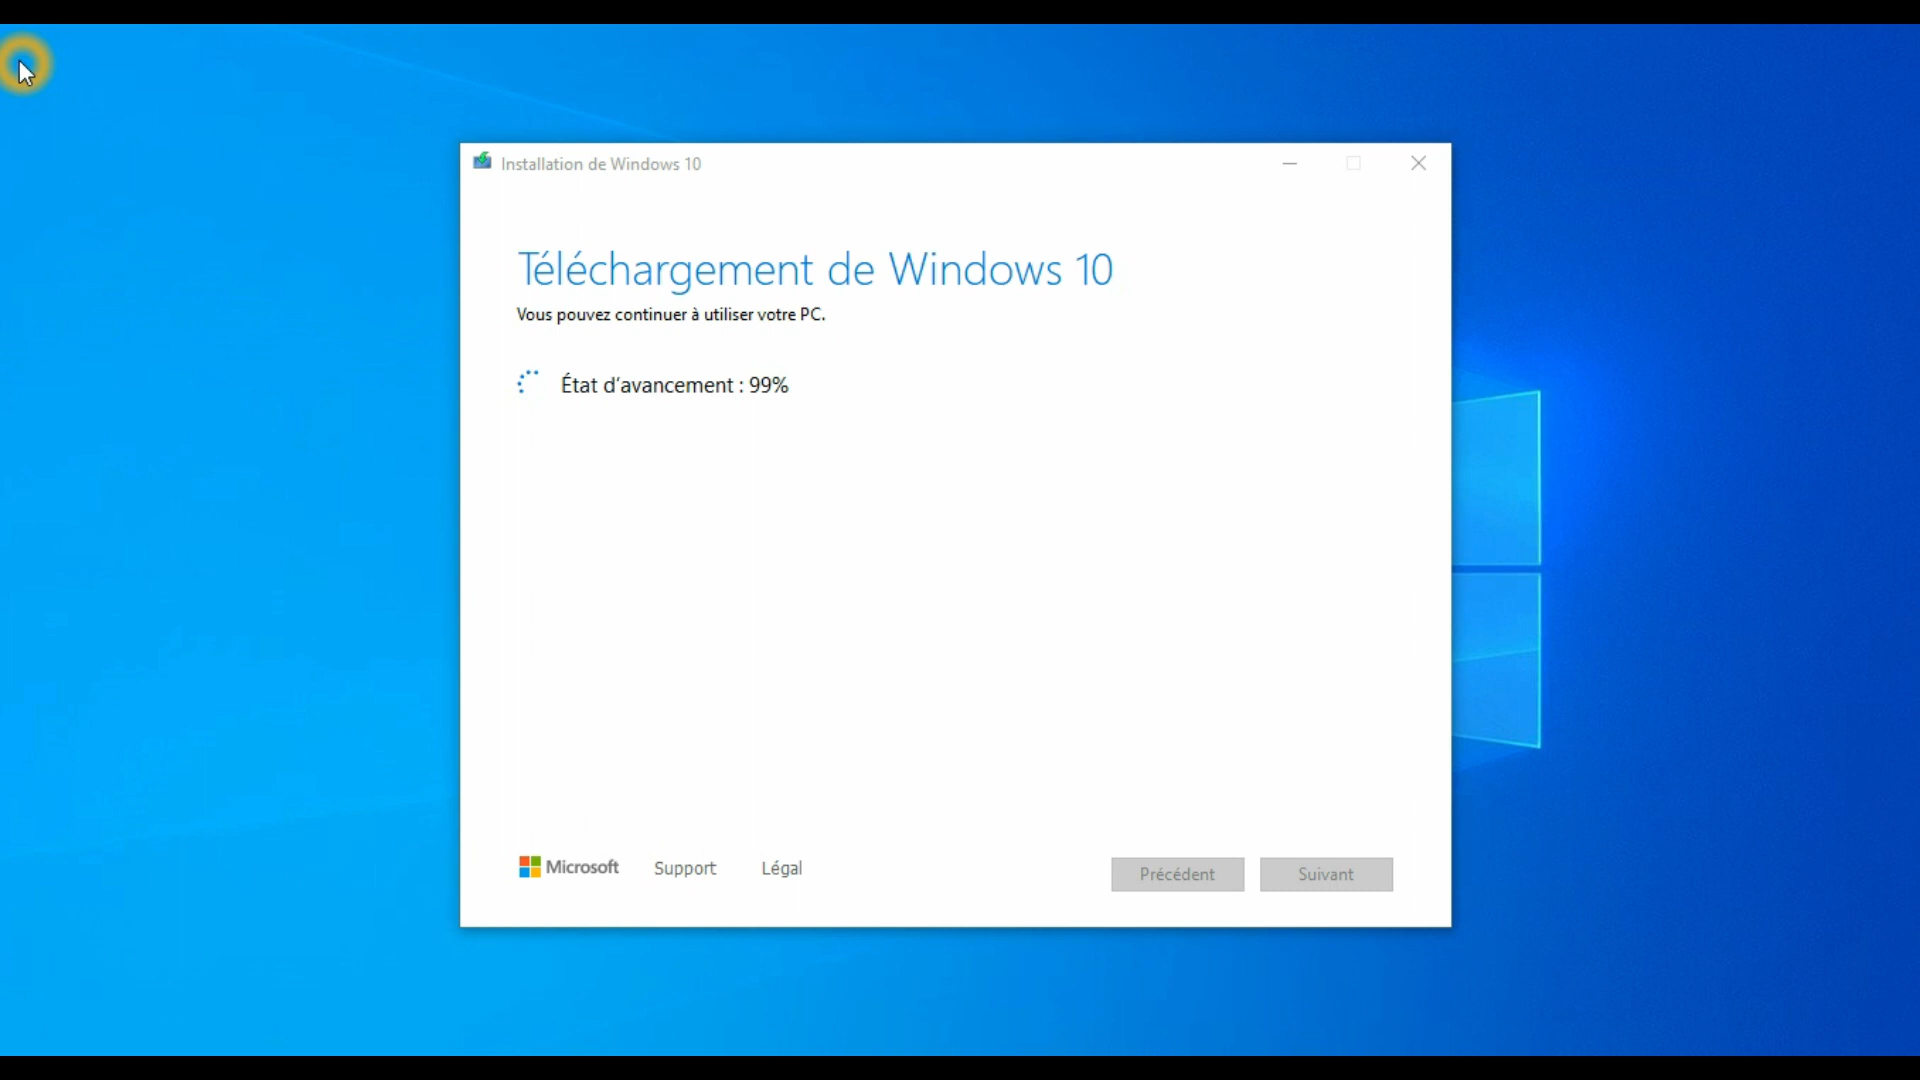 Installation de Windows 10
Téléchargement de Windows 10
Vous pouvez continuer à utiliser votre PC.
État d’avancement : 99%
Microsoft Support Légal Précédent Suivant